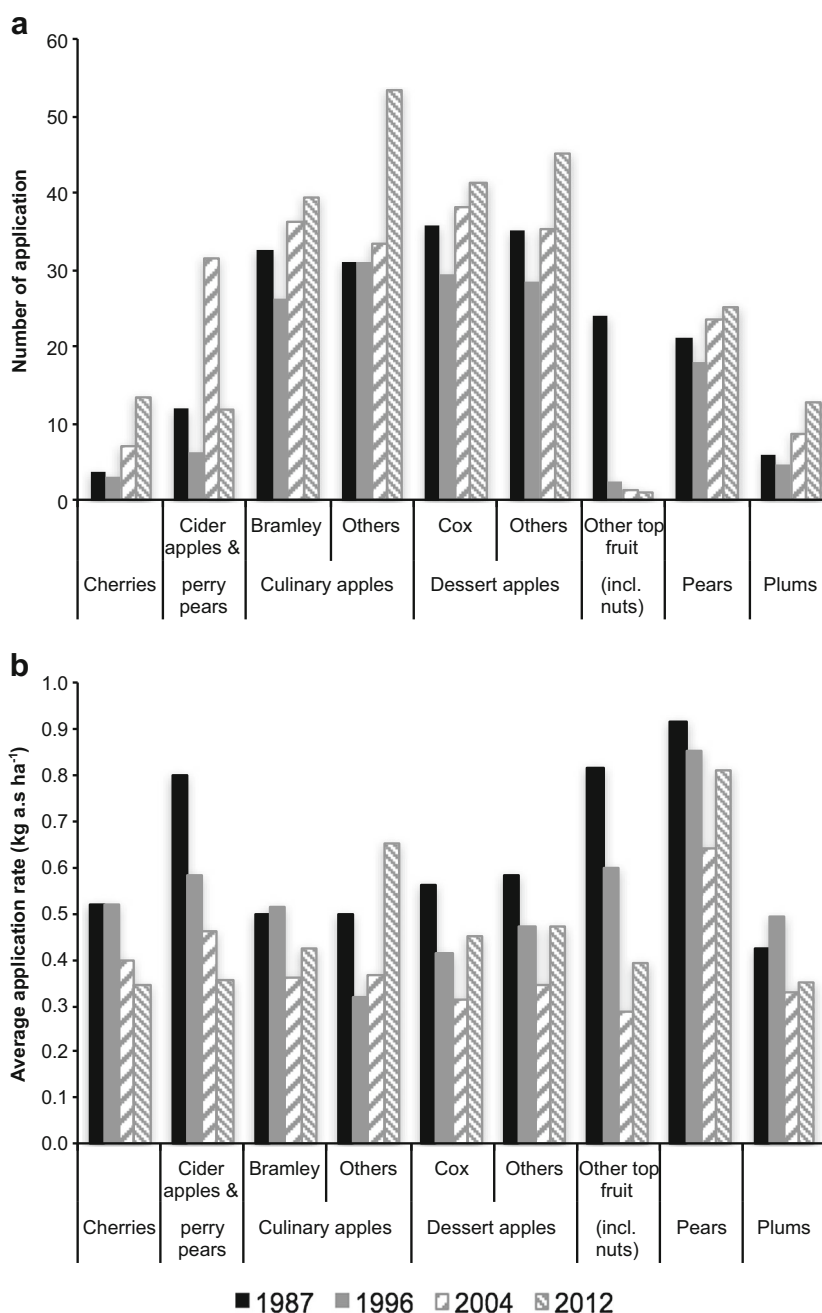 a
60
50
40
30
20
10
0
Number of application
Cider apples & perry pears
Bramley
Others
Cox
Others
Other top fruit (incl. nuts)
Cherries
Culinary apples
Dessert apples
Pears
Plums
b
1.0
0.9
0.8
0.7
0.6
0.5
0.4
0.3
0.2
0.1
0.0
Average application rate (kg a.s ha⁻¹)
Cider apples & perry pears
Bramley
Others
Cox
Others
Other top fruit (incl. nuts)
Cherries
Culinary apples
Dessert apples
Pears
Plums
1987 1996 2004 2012